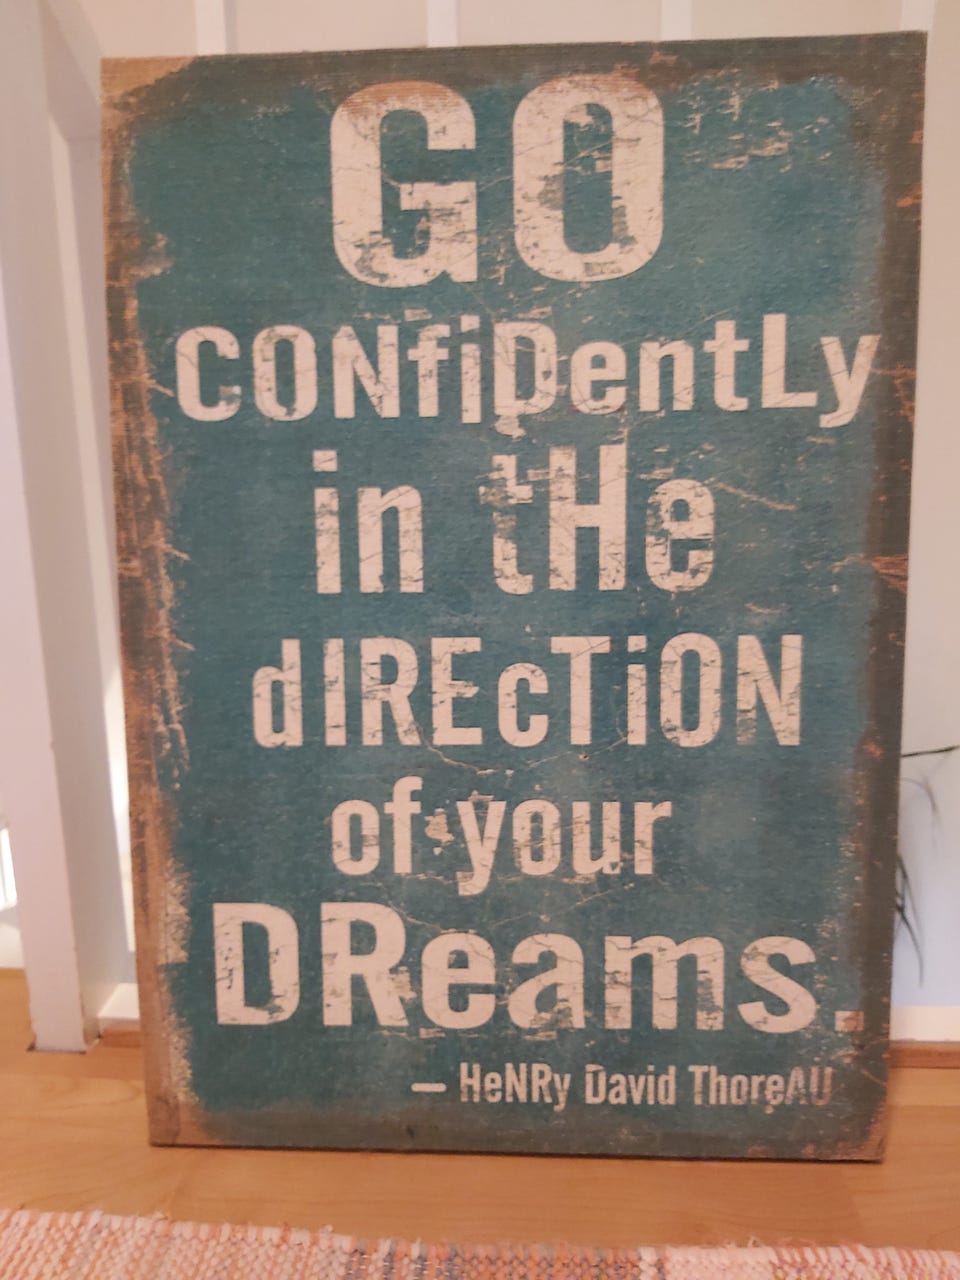 GO
CONfiDentLy
in tHe
dIREcTiON
of your
DReams.
— HeNRy David ThoreAU